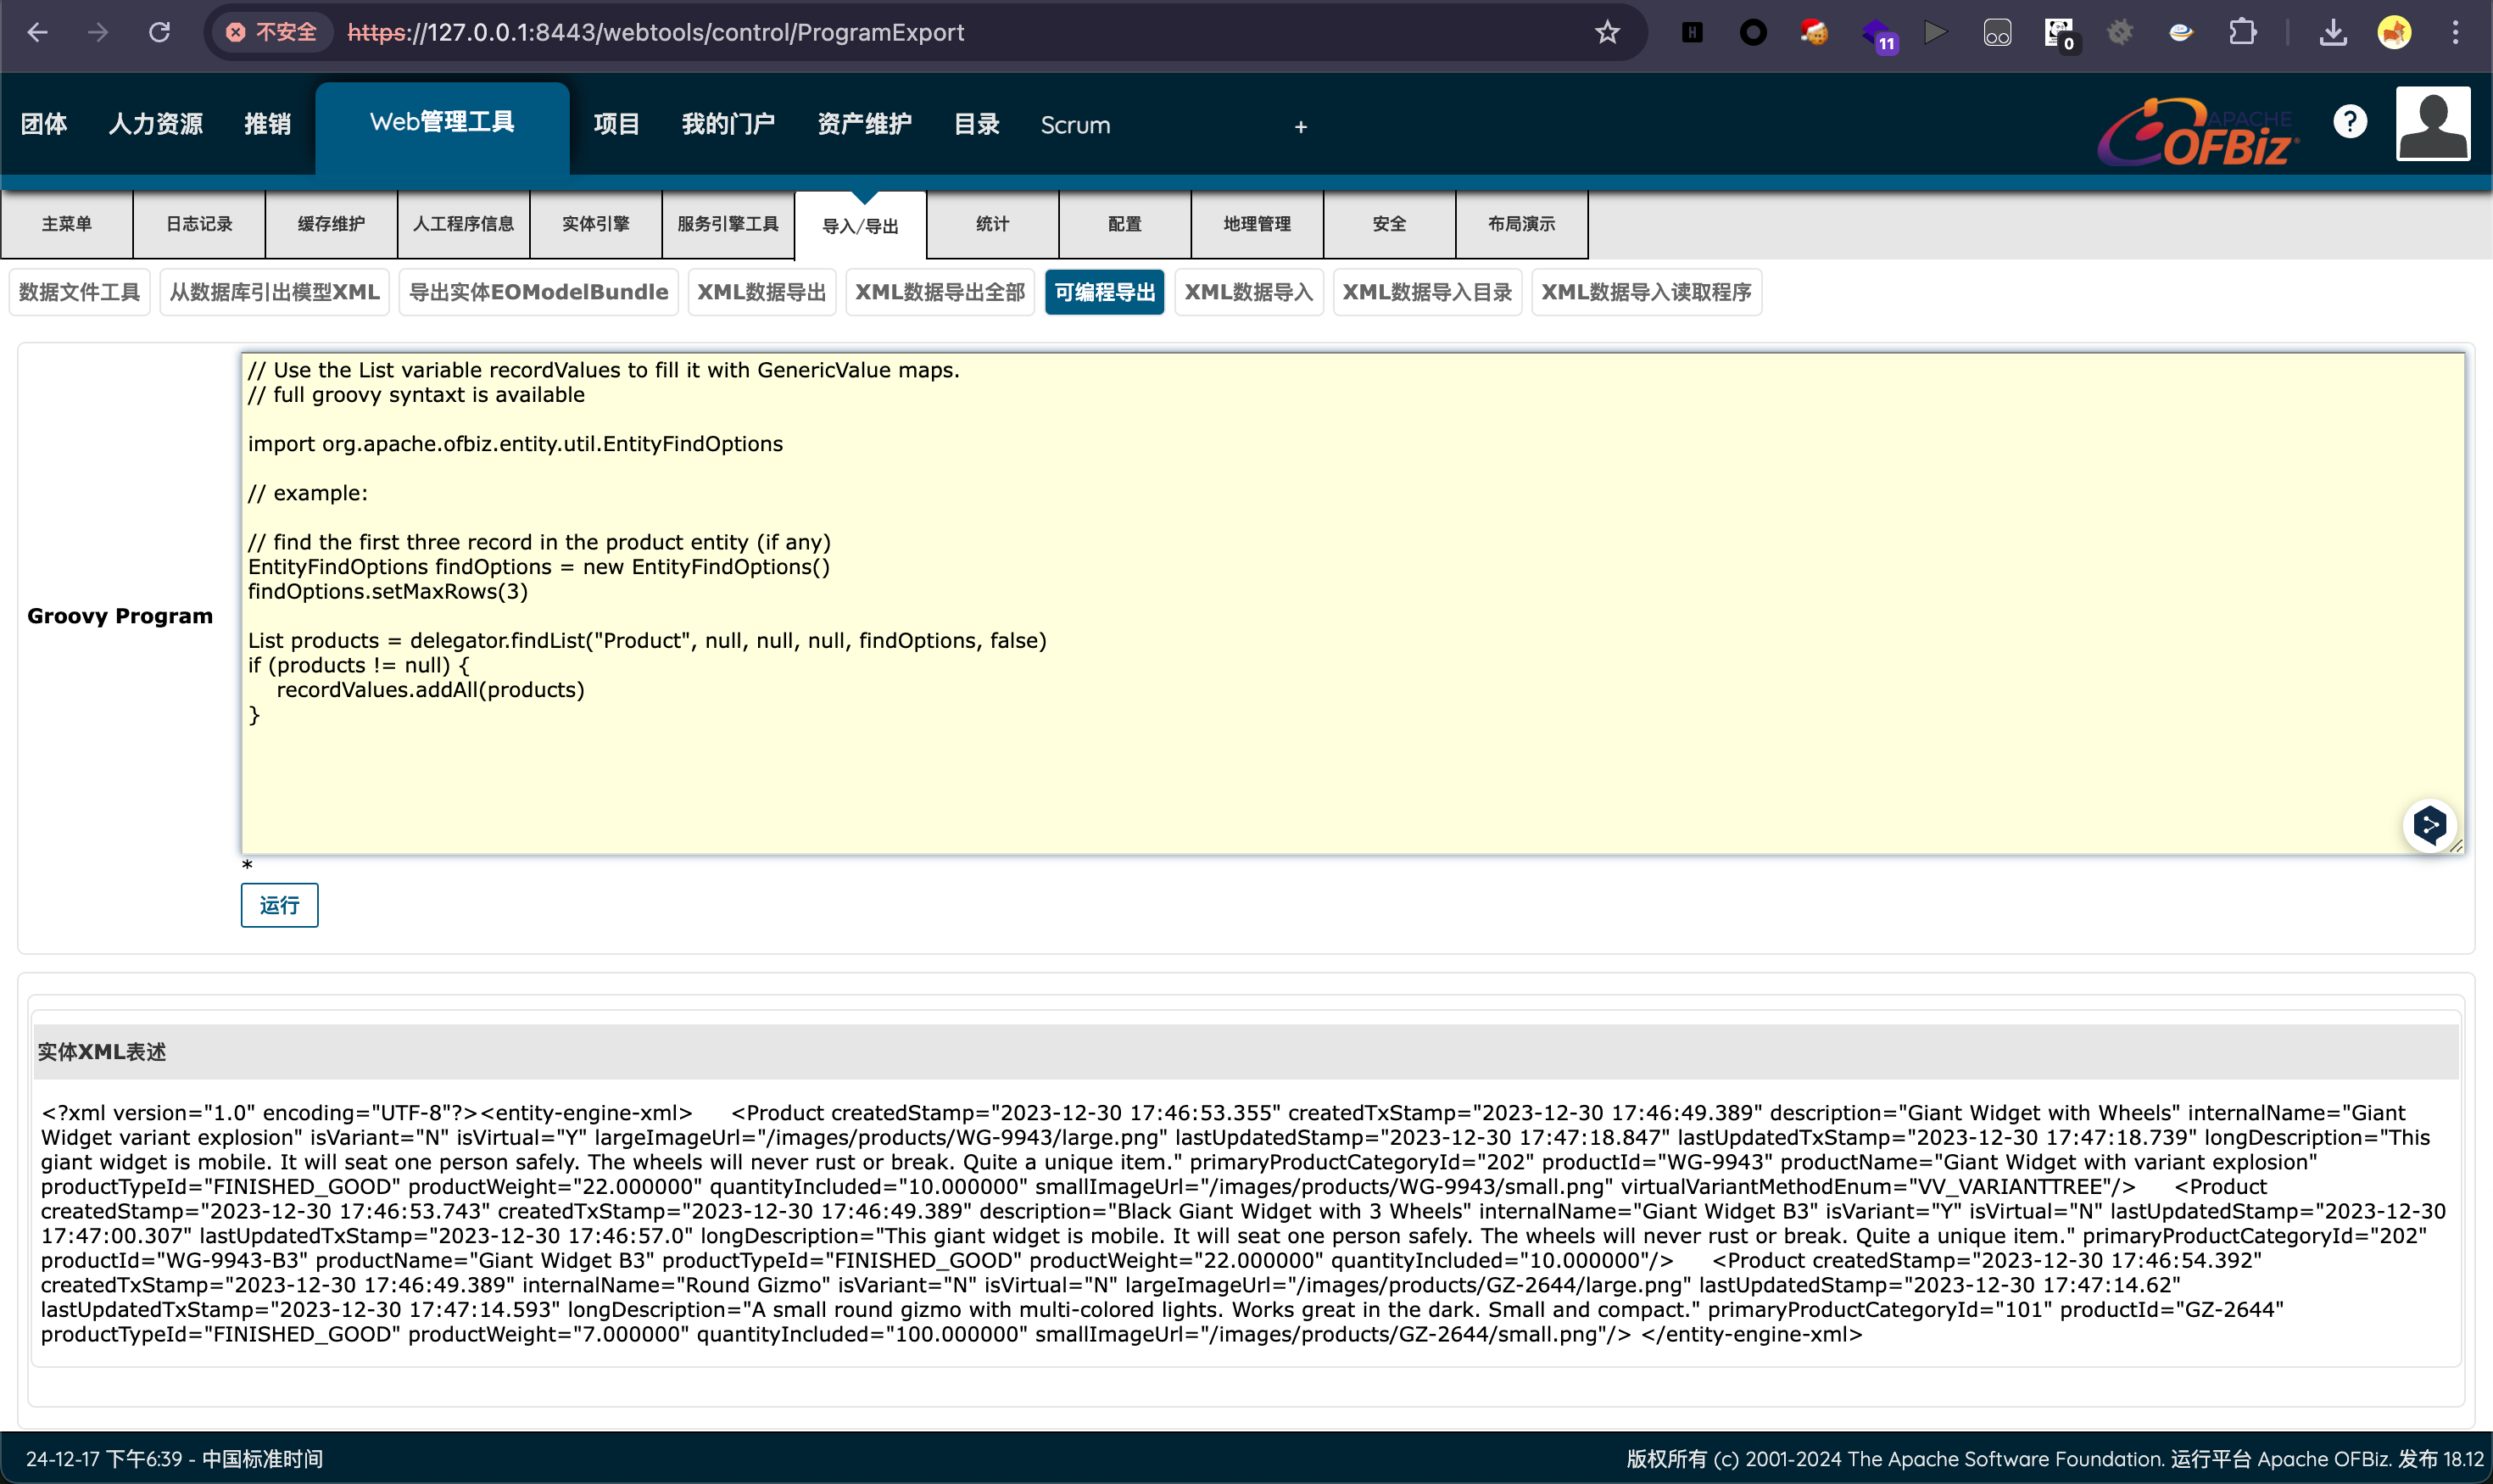 不安全 https://127.0.0.1:8443/webtools/control/ProgramExport
H 11 0
团体 人力资源 推销 Web管理工具 项目 我的门户 资产维护 目录 Scrum + APACHE OFBiz ?
主菜单 日志记录 缓存维护 人工程序信息 实体引擎 服务引擎工具 导入/导出 统计 配置 地理管理 安全 布局演示
数据文件工具 从数据库引出模型XML 导出实体EOModelBundle XML数据导出 XML数据导出全部 可编程导出 XML数据导入 XML数据导入目录 XML数据导入读取程序
Groovy Program
// Use the List variable recordValues to fill it with GenericValue maps.
// full groovy syntaxt is available
import org.apache.ofbiz.entity.util.EntityFindOptions
// example:
// find the first three record in the product entity (if any)
EntityFindOptions findOptions = new EntityFindOptions()
findOptions.setMaxRows(3)
List products = delegator.findList("Product", null, null, null, findOptions, false)
if (products != null) {
recordValues.addAll(products)
}
*
运行
实体XML表述
<?xml version="1.0" encoding="UTF-8"?><entity-engine-xml> <Product createdStamp="2023-12-30 17:46:53.355" createdTxStamp="2023-12-30 17:46:49.389" description="Giant Widget with Wheels" internalName="Giant
Widget variant explosion" isVariant="N" isVirtual="Y" largeImageUrl="/images/products/WG-9943/large.png" lastUpdatedStamp="2023-12-30 17:47:18.847" lastUpdatedTxStamp="2023-12-30 17:47:18.739" longDescription="This
giant widget is mobile. It will seat one person safely. The wheels will never rust or break. Quite a unique item." primaryProductCategoryId="202" productId="WG-9943" productName="Giant Widget with variant explosion"
productTypeId="FINISHED_GOOD" productWeight="22.000000" quantityIncluded="10.000000" smallImageUrl="/images/products/WG-9943/small.png" virtualVariantMethodEnum="VV_VARIANTTREE"/> <Product
createdStamp="2023-12-30 17:46:53.743" createdTxStamp="2023-12-30 17:46:49.389" description="Black Giant Widget with 3 Wheels" internalName="Giant Widget B3" isVariant="Y" isVirtual="N" lastUpdatedStamp="2023-12-30
17:47:00.307" lastUpdatedTxStamp="2023-12-30 17:46:57.0" longDescription="This giant widget is mobile. It will seat one person safely. The wheels will never rust or break. Quite a unique item." primaryProductCategoryId="202"
productId="WG-9943-B3" productName="Giant Widget B3" productTypeId="FINISHED_GOOD" productWeight="22.000000" quantityIncluded="10.000000"/> <Product createdStamp="2023-12-30 17:46:54.392"
createdTxStamp="2023-12-30 17:46:49.389" internalName="Round Gizmo" isVariant="N" isVirtual="N" largeImageUrl="/images/products/GZ-2644/large.png" lastUpdatedStamp="2023-12-30 17:47:14.62"
lastUpdatedTxStamp="2023-12-30 17:47:14.593" longDescription="A small round gizmo with multi-colored lights. Works great in the dark. Small and compact." primaryProductCategoryId="101" productId="GZ-2644"
productTypeId="FINISHED_GOOD" productWeight="7.000000" quantityIncluded="100.000000" smallImageUrl="/images/products/GZ-2644/small.png"/> </entity-engine-xml>
24-12-17 下午6:39 - 中国标准时间 版权所有 (c) 2001-2024 The Apache Software Foundation. 运行平台 Apache OFBiz. 发布 18.12